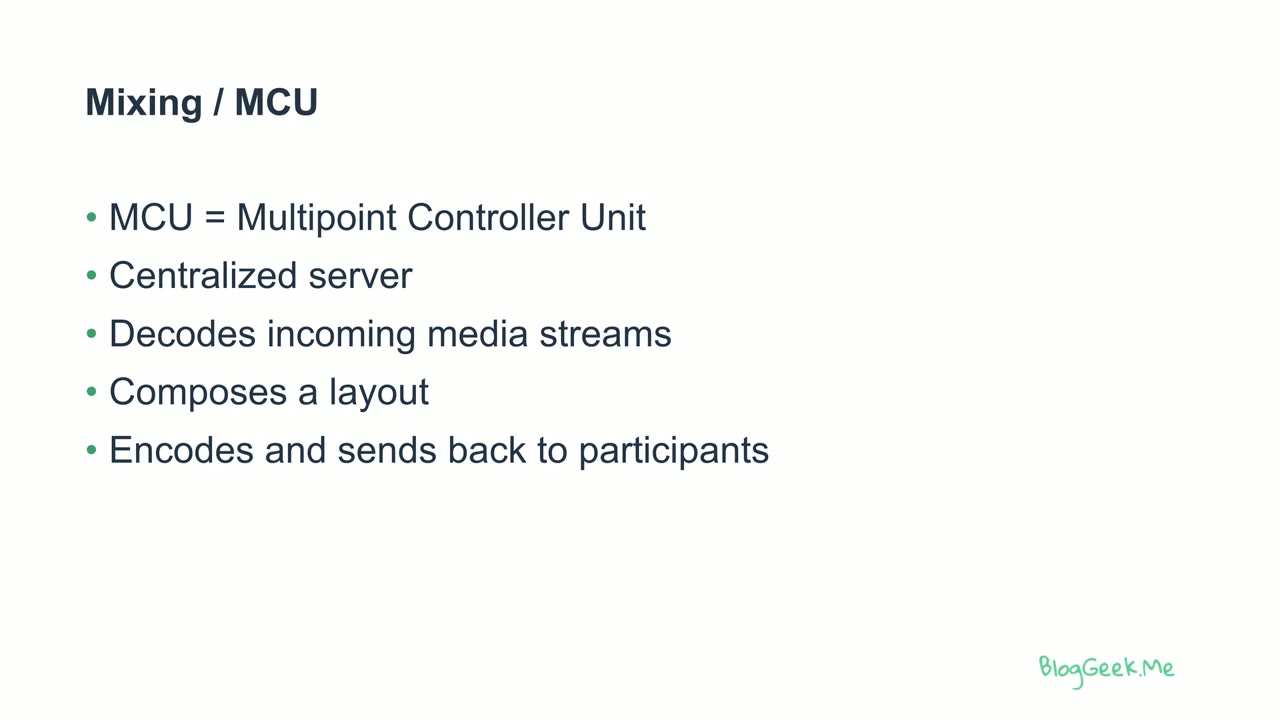 Mixing / MCU
• MCU = Multipoint Controller Unit
• Centralized server
• Decodes incoming media streams
• Composes a layout
• Encodes and sends back to participants
BlogGeek.Me